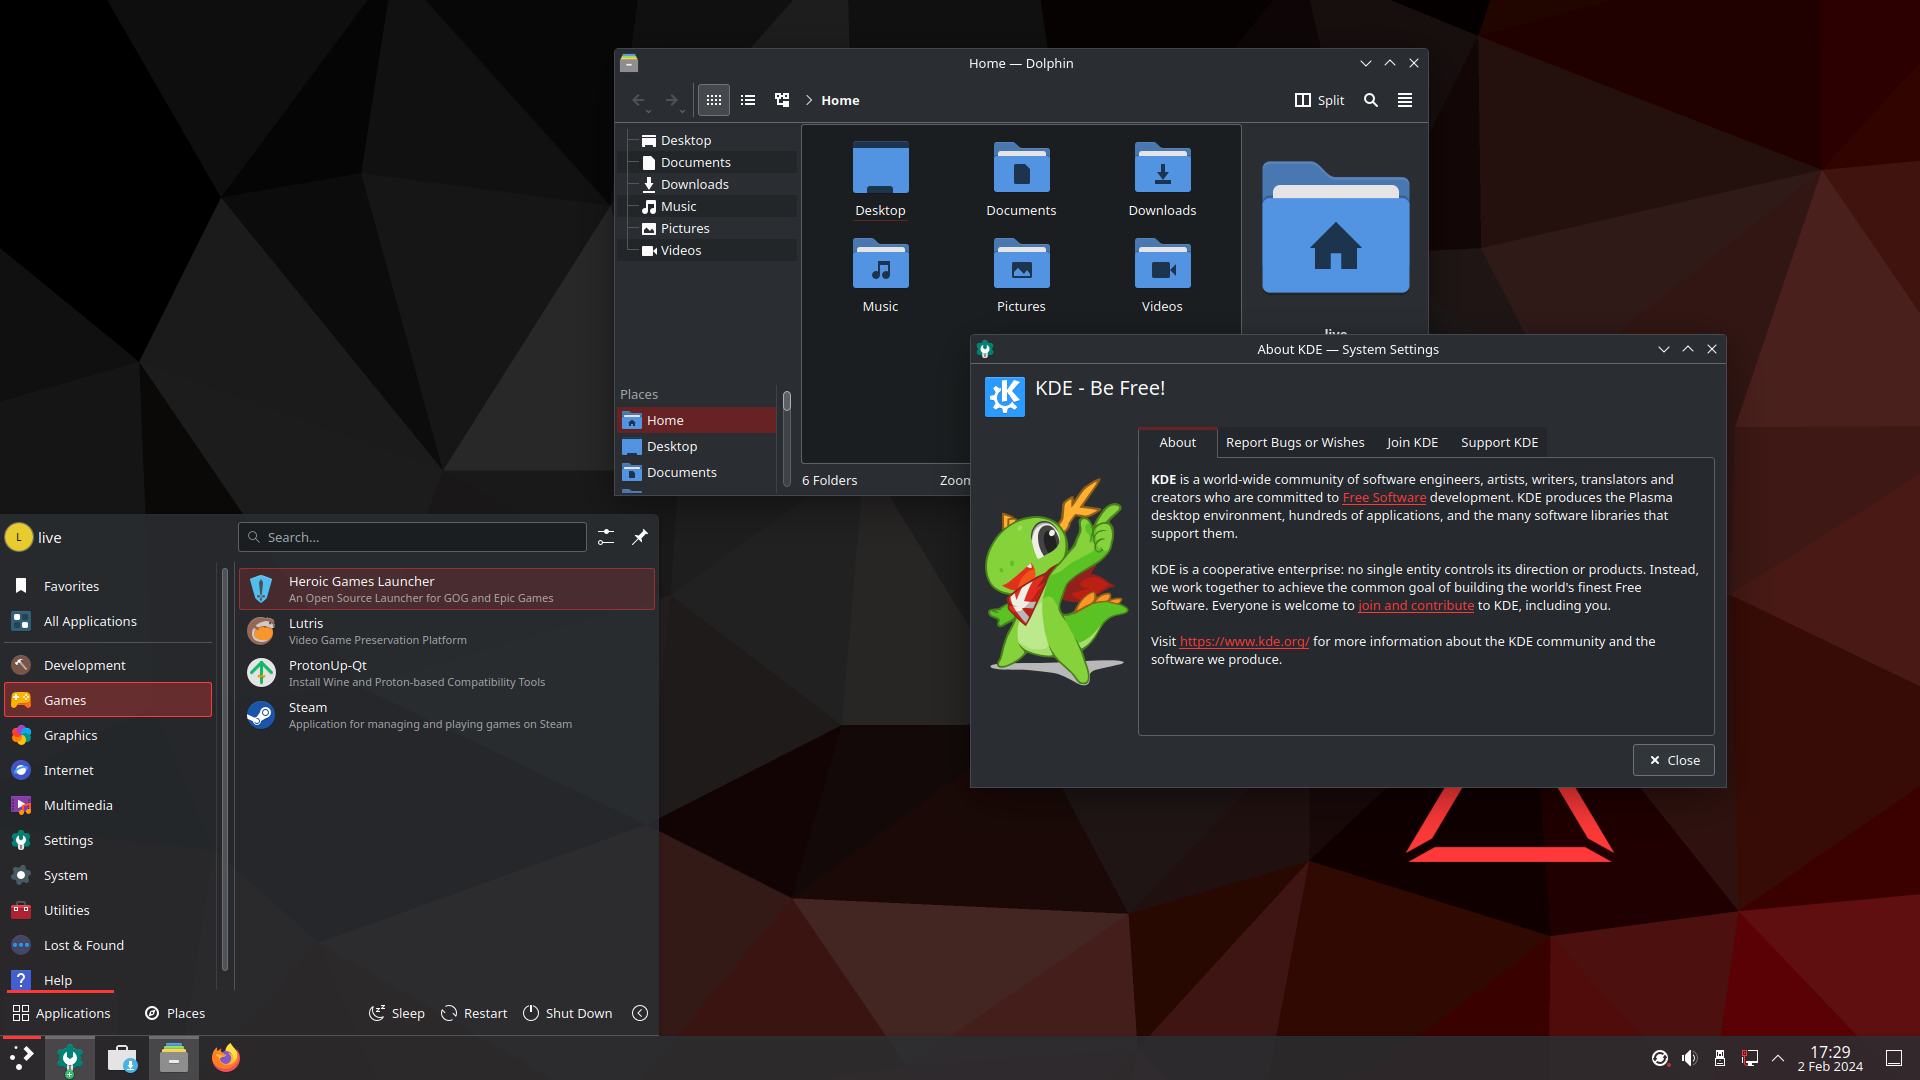 Home — Dolphin
Home
Split
Desktop
Documents
Downloads
Music
Pictures
Videos
Places
Home
Desktop
Documents
Desktop
Documents
Downloads
Music
Pictures
Videos
6 Folders
Zoom
live
About KDE — System Settings
KDE - Be Free!
About
Report Bugs or Wishes
Join KDE
Support KDE
KDE is a world-wide community of software engineers, artists, writers, translators and
creators who are committed to Free Software development. KDE produces the Plasma
desktop environment, hundreds of applications, and the many software libraries that
support them.
KDE is a cooperative enterprise: no single entity controls its direction or products. Instead,
we work together to achieve the common goal of building the world's finest Free
Software. Everyone is welcome to join and contribute to KDE, including you.
Visit https://www.kde.org/ for more information about the KDE community and the
software we produce.
Close
L
live
Search...
Favorites
All Applications
Development
Games
Graphics
Internet
Multimedia
Settings
System
Utilities
Lost & Found
Help
Heroic Games Launcher
An Open Source Launcher for GOG and Epic Games
Lutris
Video Game Preservation Platform
ProtonUp-Qt
Install Wine and Proton-based Compatibility Tools
Steam
Application for managing and playing games on Steam
Applications
Places
Sleep
Restart
Shut Down
17:29
2 Feb 2024